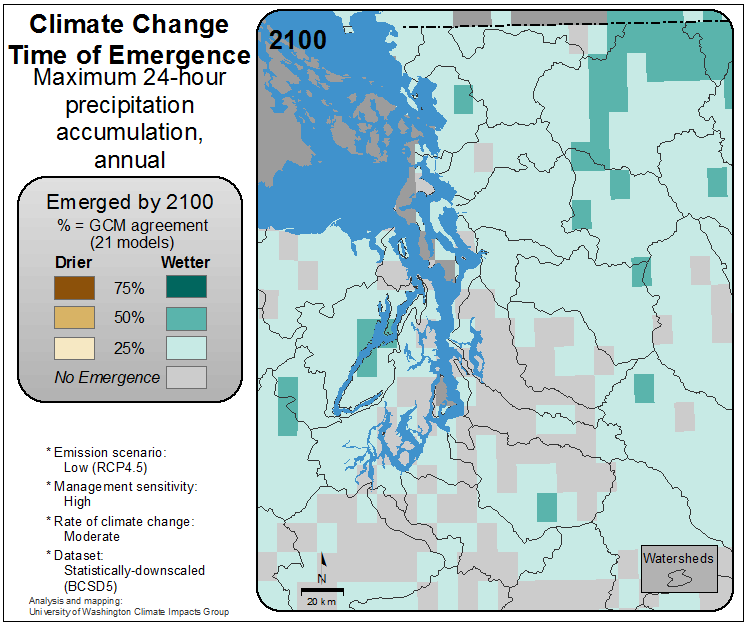 Climate Change
Time of Emergence
Maximum 24-hour
precipitation
accumulation,
annual
Emerged by 2100
% = GCM agreement
(21 models)
Drier Wetter
75%
50%
25%
No Emergence
* Emission scenario:
Low (RCP4.5)
* Management sensitivity:
High
* Rate of climate change:
Moderate
* Dataset:
Statistically-downscaled
(BCSD5)
Analysis and mapping:
University of Washington Climate Impacts Group
2100
N
20 km
Watersheds